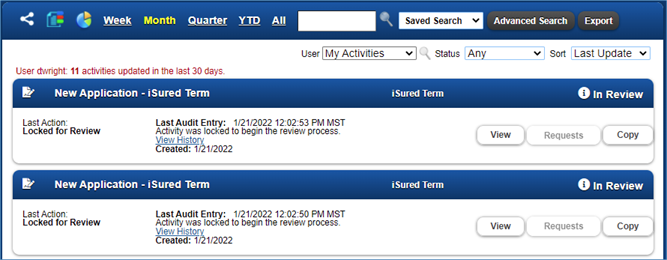 Week Month Quarter YTD All Saved Search Advanced Search Export
User My Activities Status Any Sort Last Update
User dwright: 11 activities updated in the last 30 days.
New Application - iSured Term iSured Term In Review
Last Action: Last Audit Entry: 1/21/2022 12:02:53 PM MST
Locked for Review Activity was locked to begin the review process.
View History View Requests Copy
Created: 1/21/2022
New Application - iSured Term iSured Term In Review
Last Action: Last Audit Entry: 1/21/2022 12:02:50 PM MST
Locked for Review Activity was locked to begin the review process.
View History View Requests Copy
Created: 1/21/2022